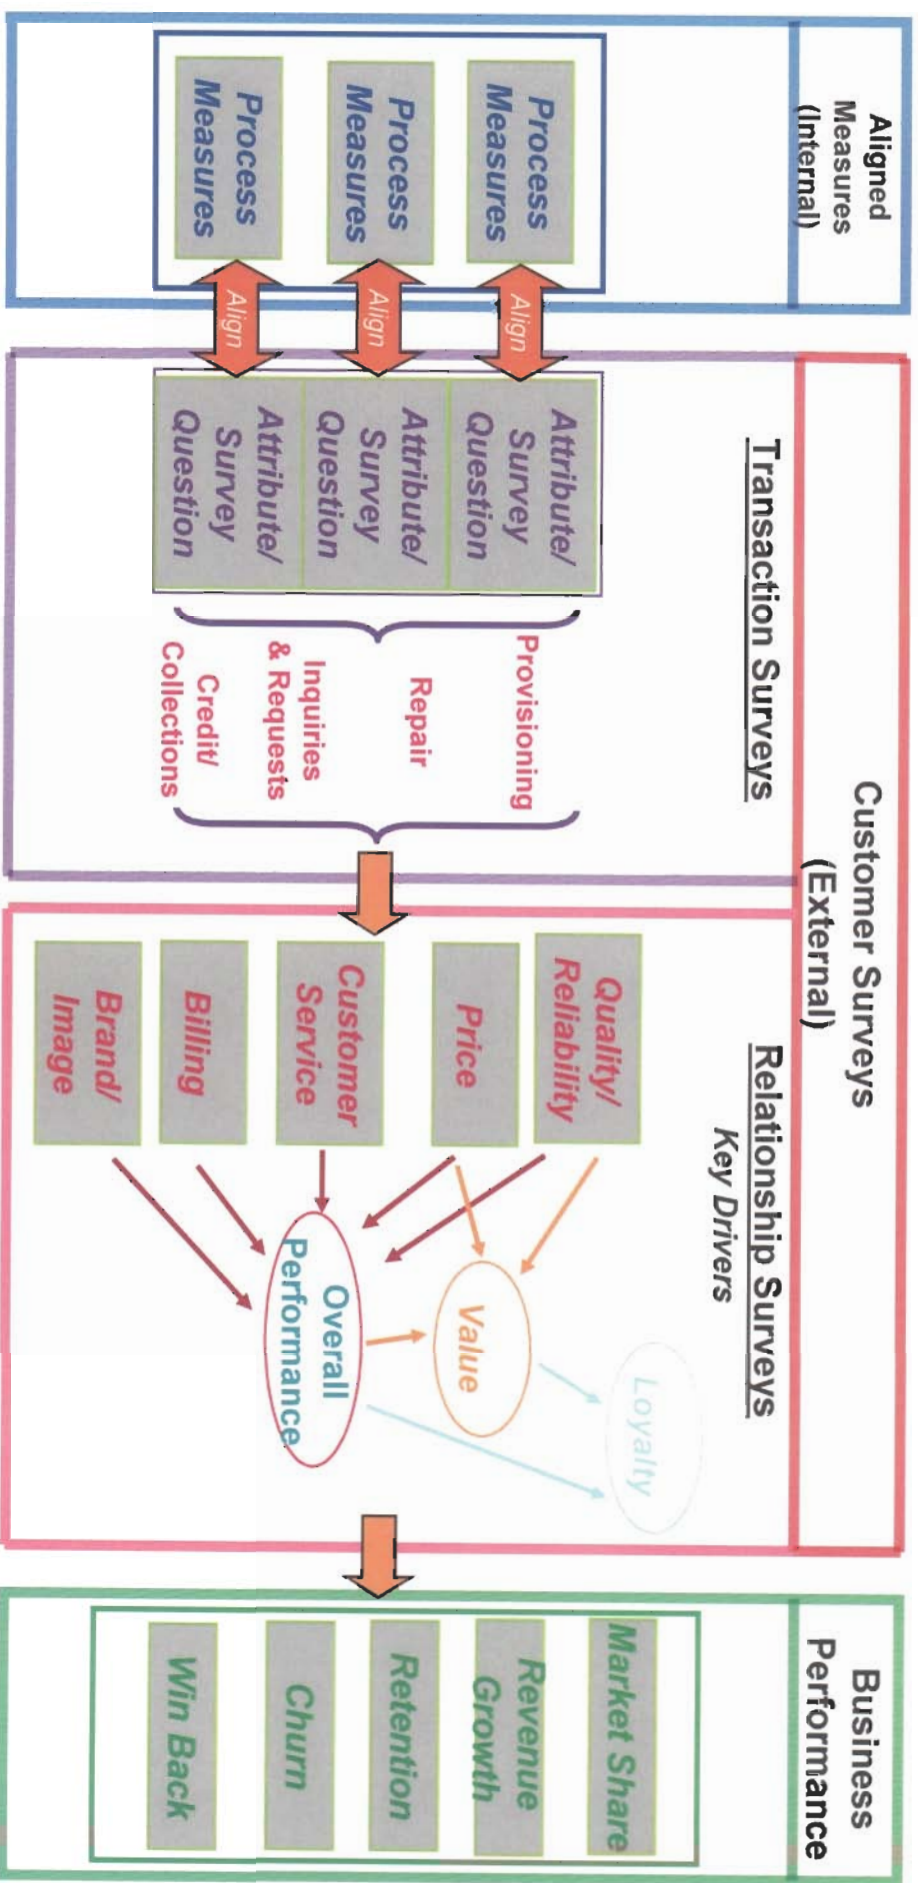 Aligned
Measures
(Internal)
Process
Measures
Process
Measures
Process
Measures
Align
Align
Align
Customer Surveys
(External)
Transaction Surveys
Attribute/
Survey
Question
Attribute/
Survey
Question
Attribute/
Survey
Question
Provisioning
Repair
Inquiries
& Requests
Credit/
Collections
Relationship Surveys
Key Drivers
Quality/
Reliability
Price
Customer
Service
Billing
Brand/
Image
Loyalty
Value
Overall
Performance
Business
Performance
Market Share
Revenue
Growth
Retention
Churn
Win Back